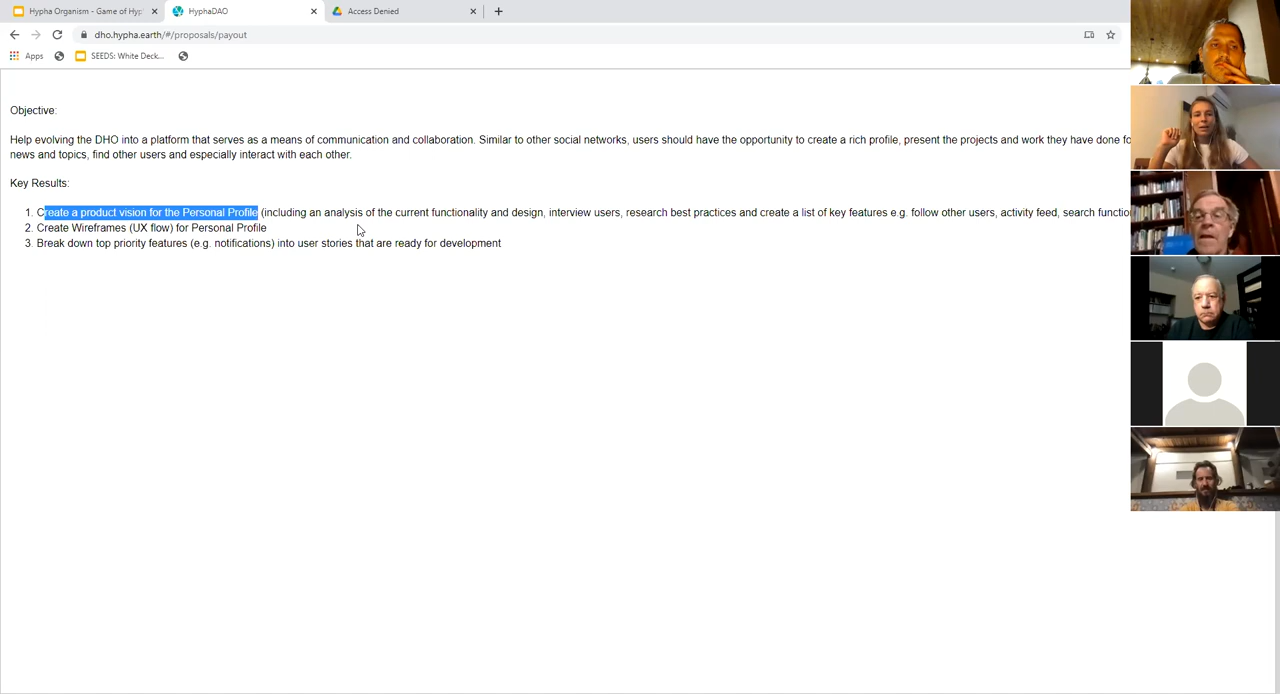 Hypha Organism - Game of Hyp
HyphaDAO
Access Denied
dho.hypha.earth/#/proposals/payout
Apps
SEEDS: White Deck...
Objective:
Help evolving the DHO into a platform that serves as a means of communication and collaboration. Similar to other social networks, users should have the opportunity to create a rich profile, present the projects and work they have done
news and topics, find other users and especially interact with each other.
Key Results:
1. Create a product vision for the Personal Profile (including an analysis of the current functionality and design, interview users, research best practices and create a list of key features e.g. follow other users, activity feed, search
2. Create Wireframes (UX flow) for Personal Profile
3 Break down top priority features (e.g. notifications) into user stories that are ready for development